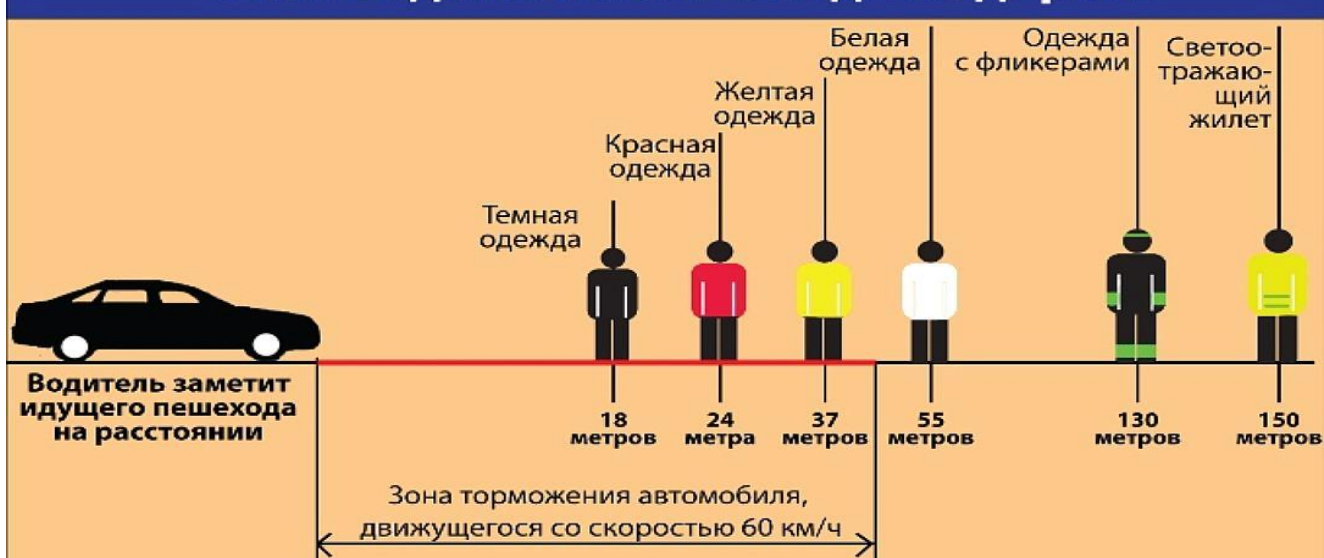 Белая
одежда
Одежда
с фликерами
Светоо-
тражаю-
щий
жилет
Желтая
одежда
Красная
одежда
Темная
одежда
Водитель заметит
идущего пешехода
на расстоянии
18
метров
24
метра
37
метров
55
метров
130
метров
150
метров
Зона торможения автомобиля,
движущегося со скоростью 60 км/ч